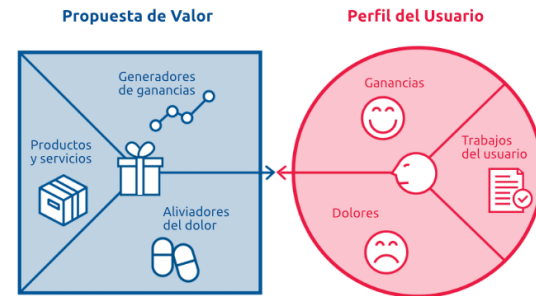 Propuesta de Valor
Perfil del Usuario
Generadores
de ganancias
Productos
y servicios
Aliviadores
del dolor
Ganancias
Trabajos
del usuario
Dolores